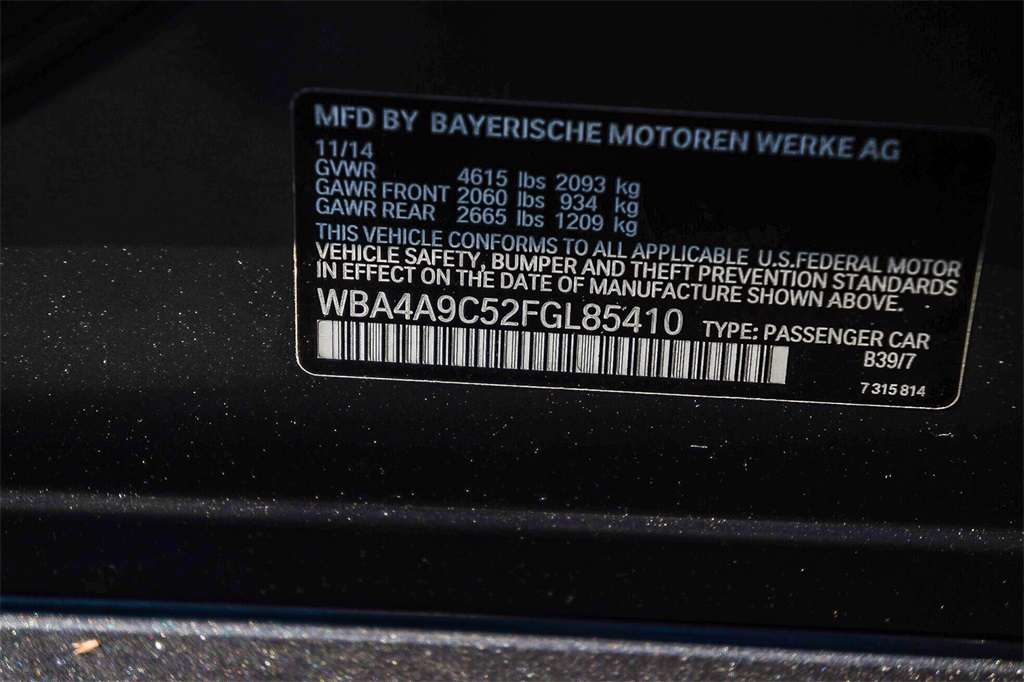 MFD BY BAYERISCHE MOTOREN WERKE AG
11/14
GVWR 4615 lbs 2093 kg
GAWR FRONT 2060 lbs 934 kg
GAWR REAR 2665 lbs 1209 kg
THIS VEHICLE CONFORMS TO ALL APPLICABLE U.S.FEDERAL MOTOR
VEHICLE SAFETY, BUMPER AND THEFT PREVENTION STANDARDS
IN EFFECT ON THE DATE OF MANUFACTURE SHOWN ABOVE.
WBA4A9C52FGL85410 TYPE: PASSENGER CAR
B39/7
7 315 814